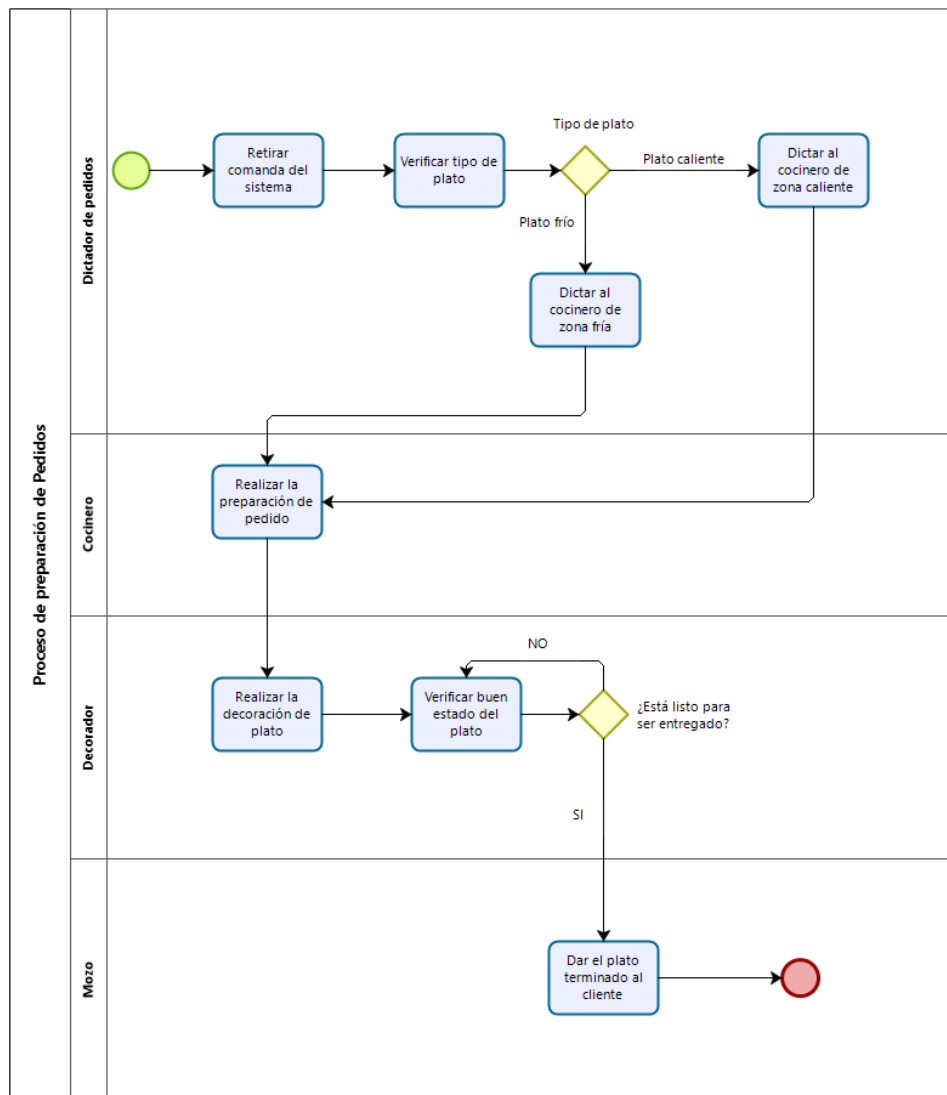 Proceso de preparación de Pedidos
Dictador de pedidos
Retirar
comanda del
sistema
Verificar tipo de
plato
Tipo de plato
Plato caliente
Dictar al
cocinero de
zona caliente
Plato frío
Dictar al
cocinero de
zona fría
Cocinero
Realizar la
preparación de
pedido
Decorador
Realizar la
decoración de
plato
Verificar buen
estado del
plato
NO
¿Está listo para
ser entregado?
SI
Mozo
Dar el plato
terminado al
cliente